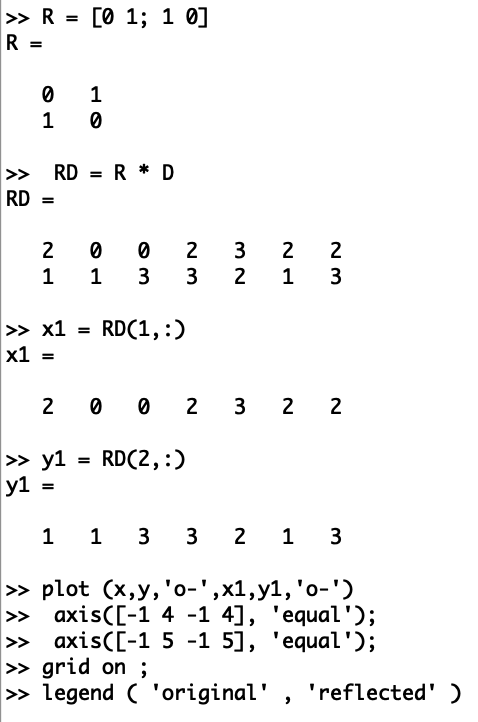 >> R = [0 1; 1 0]
R =
0 1
1 0
>>  RD = R * D
RD =
2 0 0 2 3 2 2
1 1 3 3 2 1 3
>> x1 = RD(1,:)
x1 =
2 0 0 2 3 2 2
>> y1 = RD(2,:)
y1 =
1 1 3 3 2 1 3
>> plot (x,y,'o-',x1,y1,'o-')
>>  axis([-1 4 -1 4], 'equal');
>>  axis([-1 5 -1 5], 'equal');
>> grid on ;
>> legend ( 'original' , 'reflected' )